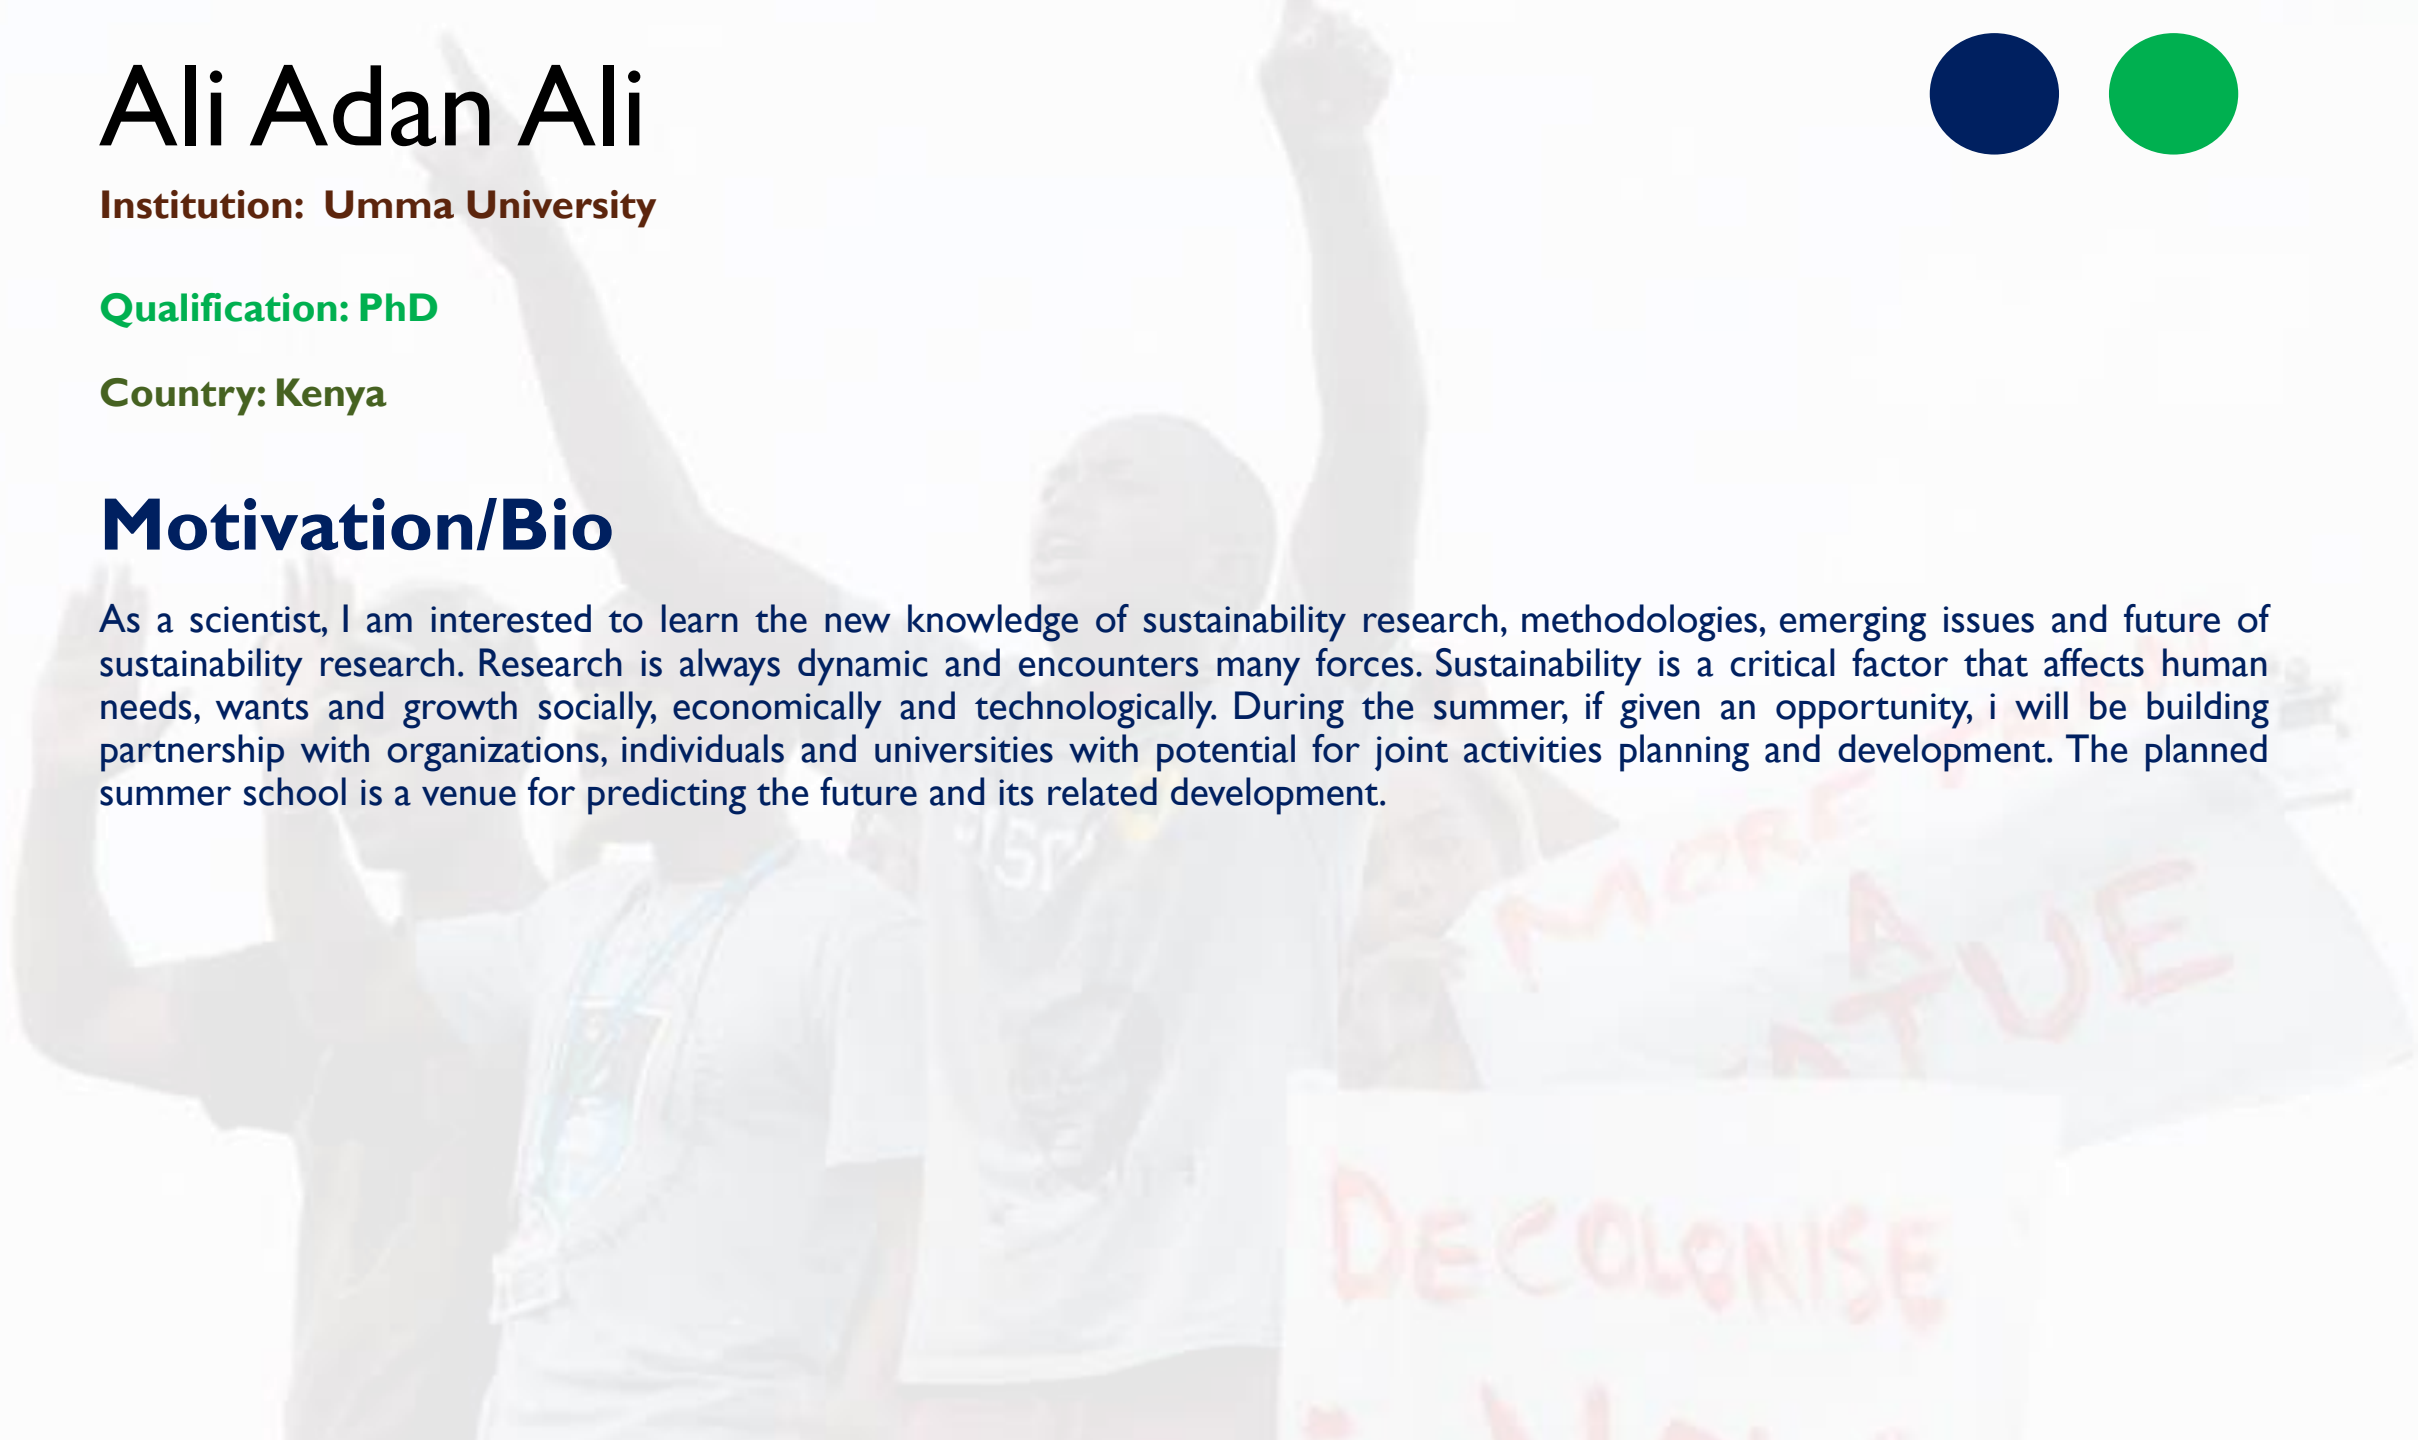 Ali Adan Ali
Institution:  Umma University
Qualification: PhD
Country: Kenya
Motivation/Bio
As a scientist, I am interested to learn the new knowledge of sustainability research, methodologies, emerging issues and future of
sustainability research. Research is always dynamic and encounters many forces. Sustainability is a critical factor that affects human
needs, wants and growth socially, economically and technologically. During the summer, if given an opportunity, i will be building
partnership with organizations, individuals and universities with potential for joint activities planning and development. The planned
summer school is a venue for predicting the future and its related development.
MORE
A
DECOLONISE